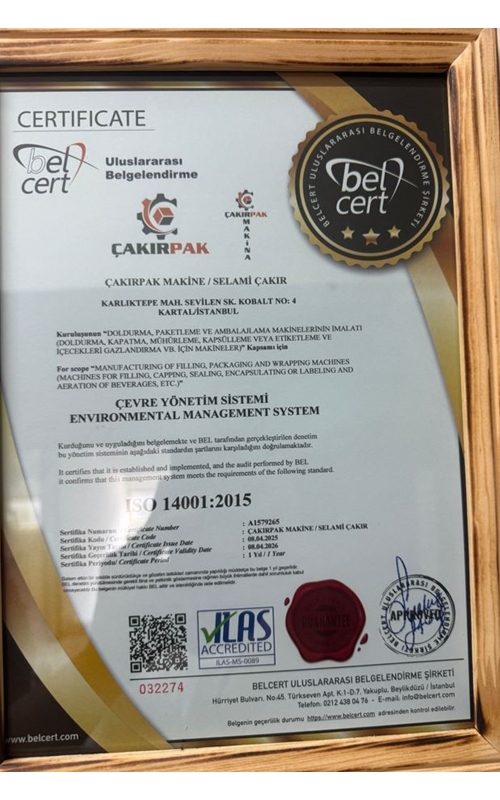 CERTIFICATE
bel cert
Uluslararası
Belgelendirme
ÇAKIRPAK
ÇAKIRPAK
MAKİNA
BELCERT ULUSLARARASI BELGELENDİRME ŞİRKETİ
bel cert
ÇAKIRPAK MAKİNE / SELAMİ ÇAKIR
KARLIKTEPE MAH. SEVİLEN SK. KOBALT NO: 4
KARTAL/İSTANBUL
Kuruluşunun "DOLDURMA, PAKETLEME VE AMBALAJLAMA MAKİNELERİNİN İMALATI
(DOLDURMA, KAPATMA, MÜHÜRLEME, KAPSÜLLEME VEYA ETİKETLEME VE
İÇECEKLERİ GAZLANDIRMA VB. İÇİN MAKİNELER)" Kapsamı için
For scope "MANUFACTURING OF FILLING, PACKAGING AND WRAPPING MACHINES
(MACHINES FOR FILLING, CAPPING, SEALING, ENCAPSULATING OR LABELING AND
AERATION OF BEVERAGES, ETC.)"
ÇEVRE YÖNETİM SİSTEMİ
ENVIRONMENTAL MANAGEMENT SYSTEM
Kurduğunu ve uyguladığını belgelemekte ve BEL tarafından gerçekleştirilen denetim
bu yönetim sisteminin aşağıdaki standardın şartlarını karşıladığını doğrulamaktadır.
It certifies that it is established and implemented, and the audit performed by BEL
it confirms that this management system meets the requirements of the following standard.
ISO 14001:2015
Sertifika Numarası / Certificate Number : A1579265
Sertifika Kodu / Certificate Code : ÇAKIRPAK MAKİNE / SELAMİ ÇAKIR
Sertifika Yayın Tarihi / Certificate Issue Date : 08.04.2025
Sertifika Geçerlilik Tarihi / Certificate Validity Date : 08.04.2026
Sertifika Periyodu / Certificate Period : 1 Yıl / 1 Year
ILAS
ACCREDITED
ILAS-MS-0089
GUARANTEE
APPROVED
032274
BELCERT ULUSLARARASI BELGELENDİRME ŞİRKETİ
Hürriyet Bulvarı. No.45. Türkseven Apt. K.1-D.7. Yakuplu. Beylikdüzü / İstanbul
Telefon: 0212 438 04 76 - E-mail. info@belcert.com
Belgenin geçerlilik durumu https://www.belcert.com adresinden kontrol edilebilir.
www.belcert.com